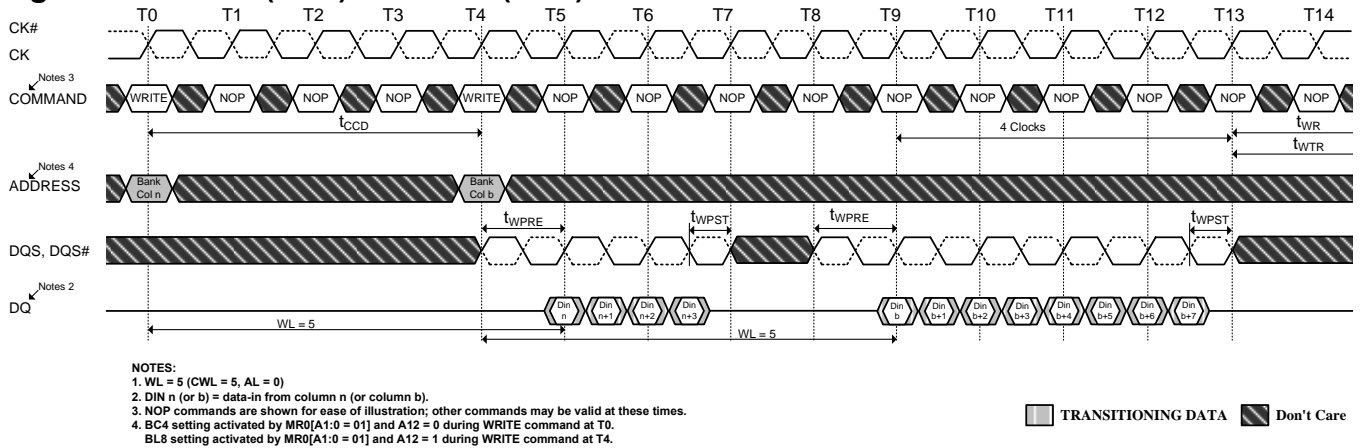 T0 T1 T2 T3 T4 T5 T6 T7 T8 T9 T10 T11 T12 T13 T14
CK#
CK
Notes 3
COMMAND WRITE NOP NOP NOP WRITE NOP NOP NOP NOP NOP NOP NOP NOP NOP NOP
tCCD 4 Clocks tWR
tWTR
Notes 4
ADDRESS Bank Col n Bank Col b
tWPRE tWPST tWPRE tWPST
DQS, DQS#
Notes 2
DQ Din n Din n+1 Din n+2 Din n+3 Din b Din b+1 Din b+2 Din b+3 Din b+4 Din b+5 Din b+6 Din b+7
WL = 5 WL = 5
NOTES:
1. WL = 5 (CWL = 5, AL = 0)
2. DIN n (or b) = data-in from column n (or column b).
3. NOP commands are shown for ease of illustration; other commands may be valid at these times.
4. BC4 setting activated by MR0[A1:0 = 01] and A12 = 0 during WRITE command at T0.
BL8 setting activated by MR0[A1:0 = 01] and A12 = 1 during WRITE command at T4.
TRANSITIONING DATA Don't Care